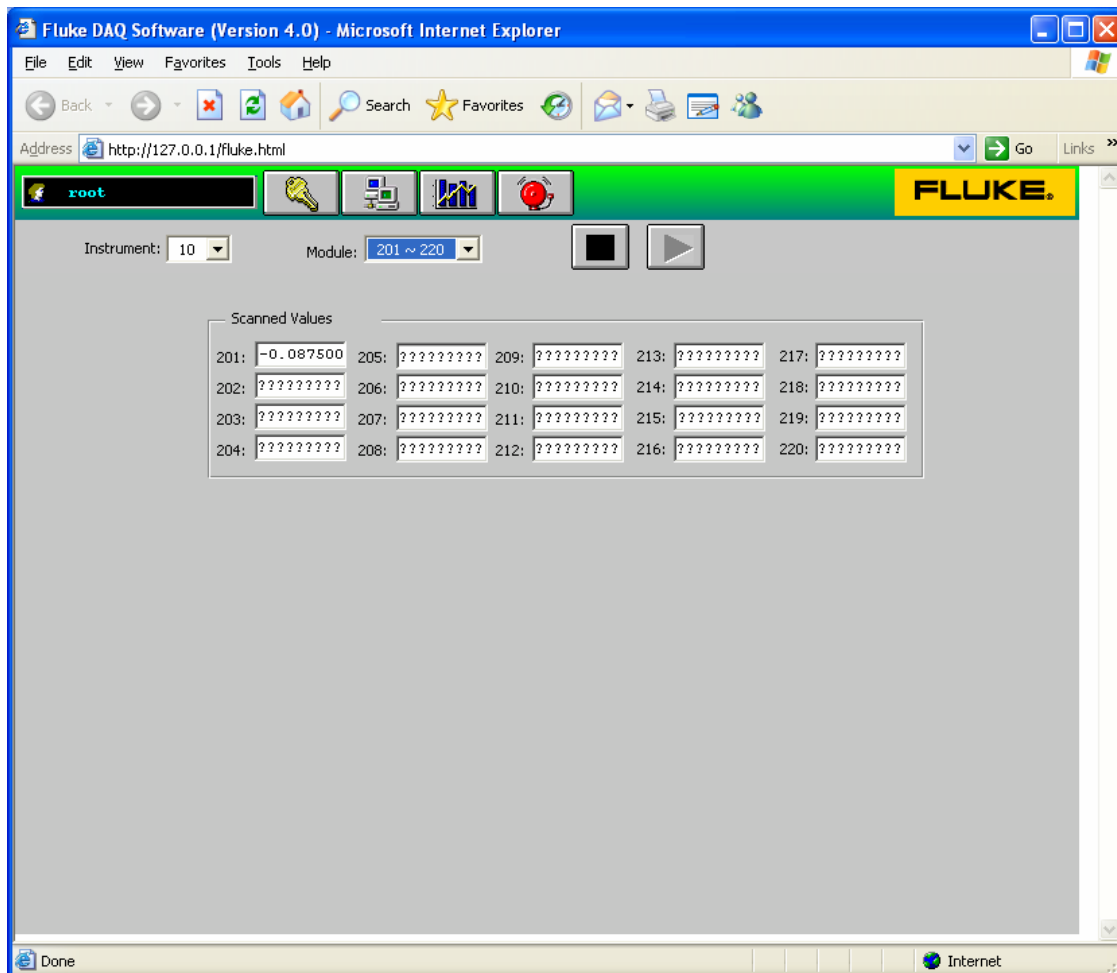 Fluke DAQ Software (Version 4.0) - Microsoft Internet Explorer
File Edit View Favorites Tools Help
Back Search Favorites
Address http://127.0.0.1/fluke.html Go Links »
root FLUKE®
Instrument: 10 Module: 201 ~ 220
Scanned Values
201: -0.087500 205: ????????? 209: ????????? 213: ????????? 217: ?????????
202: ????????? 206: ????????? 210: ????????? 214: ????????? 218: ?????????
203: ????????? 207: ????????? 211: ????????? 215: ????????? 219: ?????????
204: ????????? 208: ????????? 212: ????????? 216: ????????? 220: ?????????
Done Internet